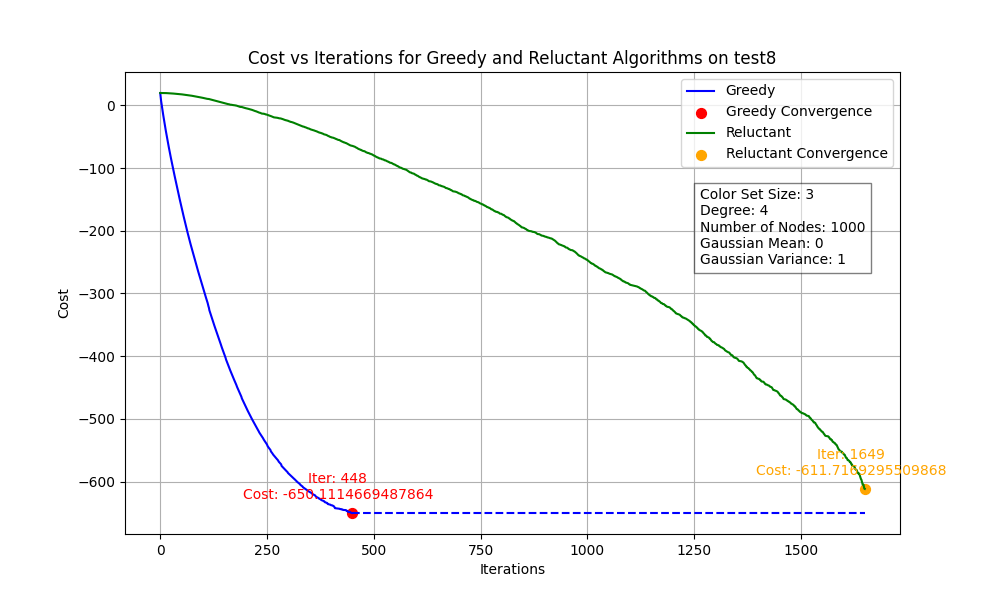 Cost vs Iterations for Greedy and Reluctant Algorithms on test8
Greedy
Greedy Convergence
Reluctant
Reluctant Convergence
Color Set Size: 3
Degree: 4
Number of Nodes: 1000
Gaussian Mean: 0
Gaussian Variance: 1
0
−100
−200
−300
−400
−500
−600
Cost
Iter: 448
Cost: -650.1114669487864
Iter: 1649
Cost: -611.7169295509868
0
250
500
750
1000
1250
1500
Iterations